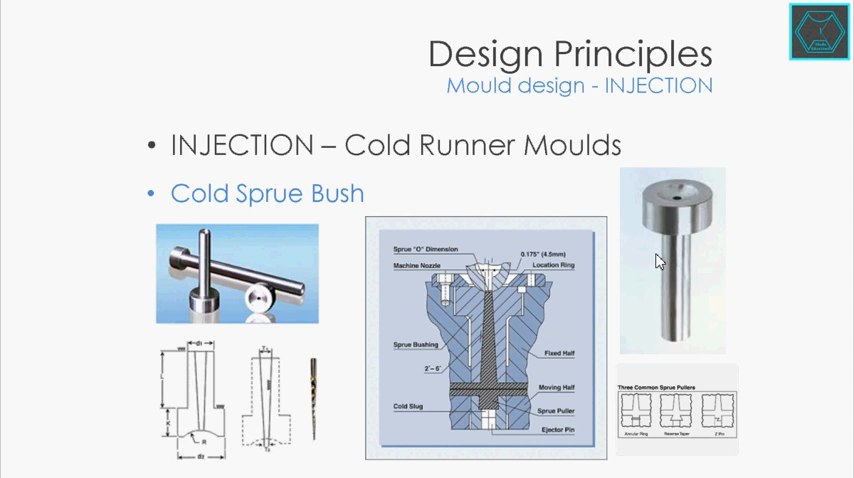 Design Principles
Mould design - INJECTION
• INJECTION – Cold Runner Moulds
• Cold Sprue Bush
Sprue "O" Dimension
0.175" (4.5mm)
Machine Nozzle
Location Ring
Sprue Bushing
Fixed Half
2°– 6°
Moving Half
Cold Slug
Sprue Puller
Ejector Pin
d1
L
K
R
d2
Three Common Sprue Pullers
Annular Ring
Reverse Taper
Z Pin